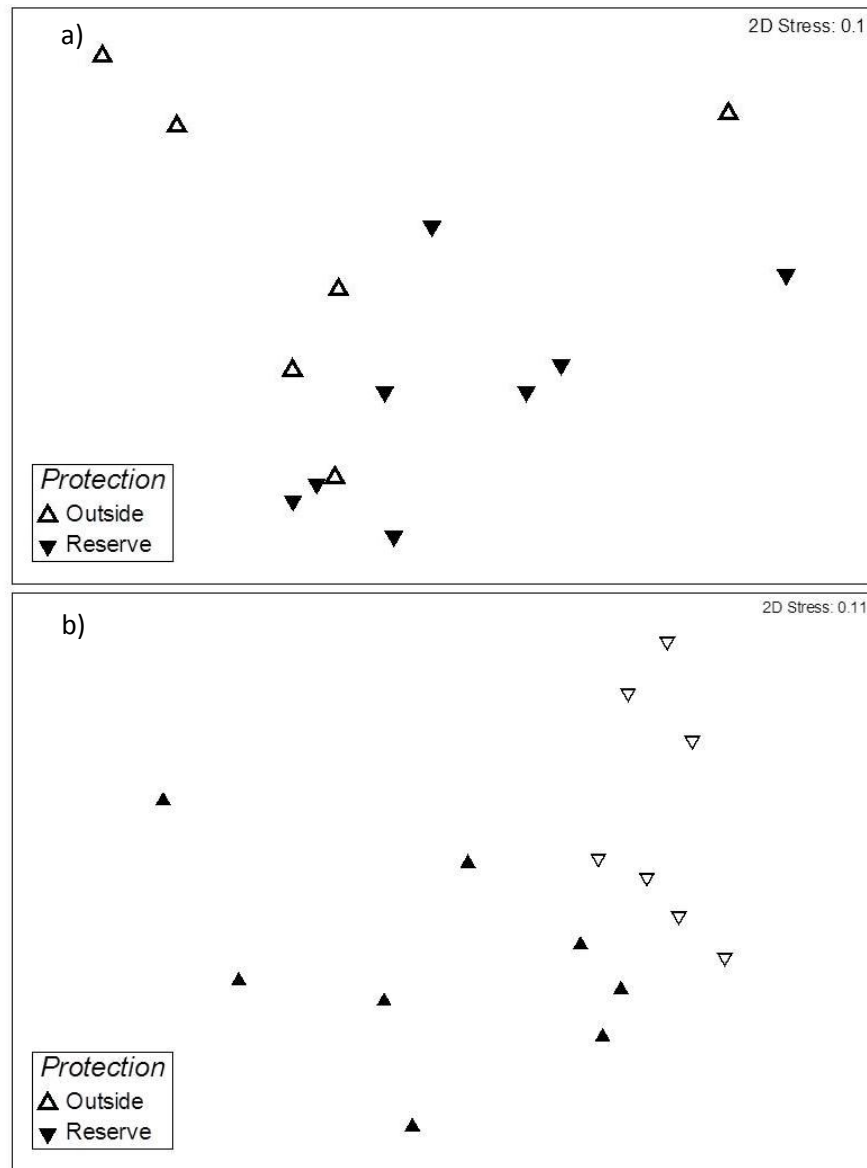 a)
2D Stress: 0.1
Protection
Outside
Reserve
b)
2D Stress: 0.11
Protection
Outside
Reserve